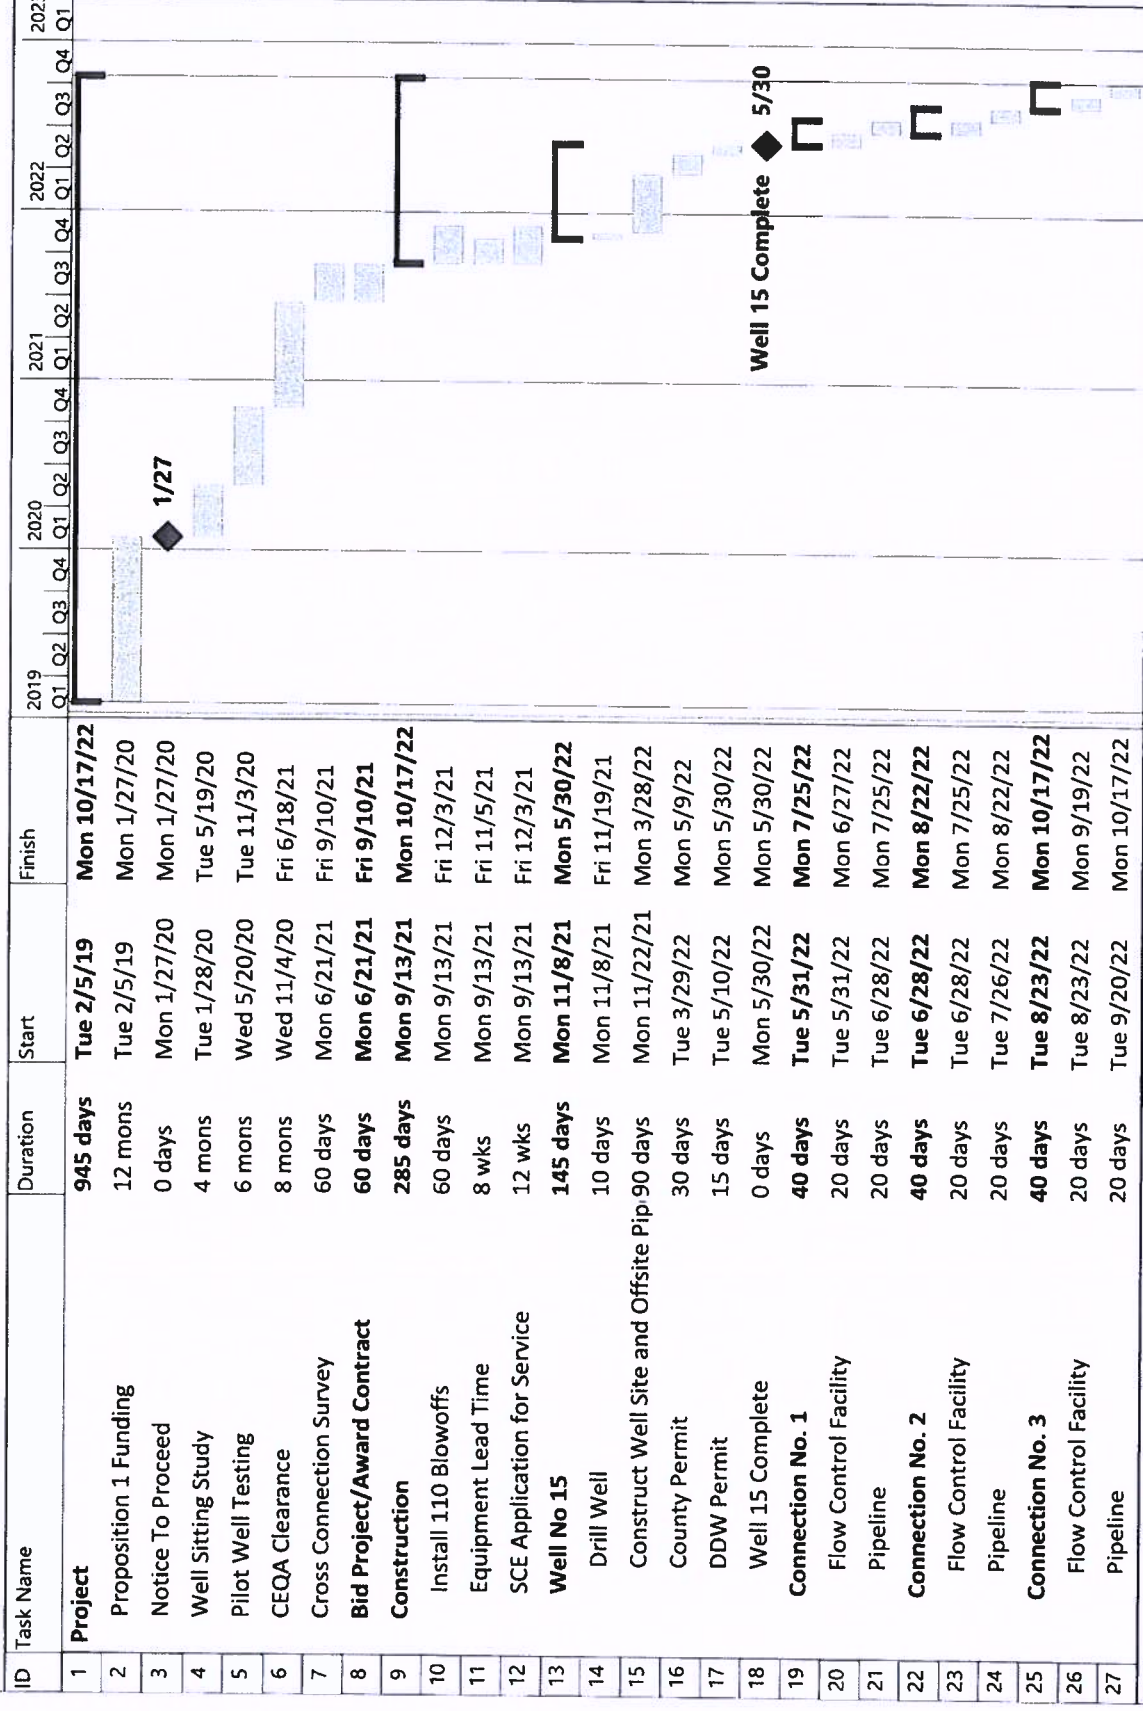 ID Task Name Duration Start Finish
2019 2020 2021 2022
Q1 Q2 Q3 Q4 Q1 Q2 Q3 Q4 Q1 Q2 Q3 Q4 Q1 Q2 Q3 Q4 Q1
1 Project 945 days Tue 2/5/19 Mon 10/17/22
2 Proposition 1 Funding 12 mons Tue 2/5/19 Mon 1/27/20
3 Notice To Proceed 0 days Mon 1/27/20 Mon 1/27/20 1/27
4 Well Sitting Study 4 mons Tue 1/28/20 Tue 5/19/20
5 Pilot Well Testing 6 mons Wed 5/20/20 Tue 11/3/20
6 CEQA Clearance 8 mons Wed 11/4/20 Fri 6/18/21
7 Cross Connection Survey 60 days Mon 6/21/21 Fri 9/10/21
8 Bid Project/Award Contract 60 days Mon 6/21/21 Fri 9/10/21
9 Construction 285 days Mon 9/13/21 Mon 10/17/22
10 Install 110 Blowoffs 60 days Mon 9/13/21 Fri 12/3/21
11 Equipment Lead Time 8 wks Mon 9/13/21 Fri 11/5/21
12 SCE Application for Service 12 wks Mon 9/13/21 Fri 12/3/21
13 Well No 15 145 days Mon 11/8/21 Mon 5/30/22
14 Drill Well 10 days Mon 11/8/21 Fri 11/19/21
15 Construct Well Site and Offsite Pip 90 days Mon 11/22/21 Mon 3/28/22
16 County Permit 30 days Tue 3/29/22 Mon 5/9/22
17 DDW Permit 15 days Tue 5/10/22 Mon 5/30/22
18 Well 15 Complete 0 days Mon 5/30/22 Mon 5/30/22 Well 15 Complete 5/30
19 Connection No. 1 40 days Tue 5/31/22 Mon 7/25/22
20 Flow Control Facility 20 days Tue 5/31/22 Mon 6/27/22
21 Pipeline 20 days Tue 6/28/22 Mon 7/25/22
22 Connection No. 2 40 days Tue 6/28/22 Mon 8/22/22
23 Flow Control Facility 20 days Tue 6/28/22 Mon 7/25/22
24 Pipeline 20 days Tue 7/26/22 Mon 8/22/22
25 Connection No. 3 40 days Tue 8/23/22 Mon 10/17/22
26 Flow Control Facility 20 days Tue 8/23/22 Mon 9/19/22
27 Pipeline 20 days Tue 9/20/22 Mon 10/17/22